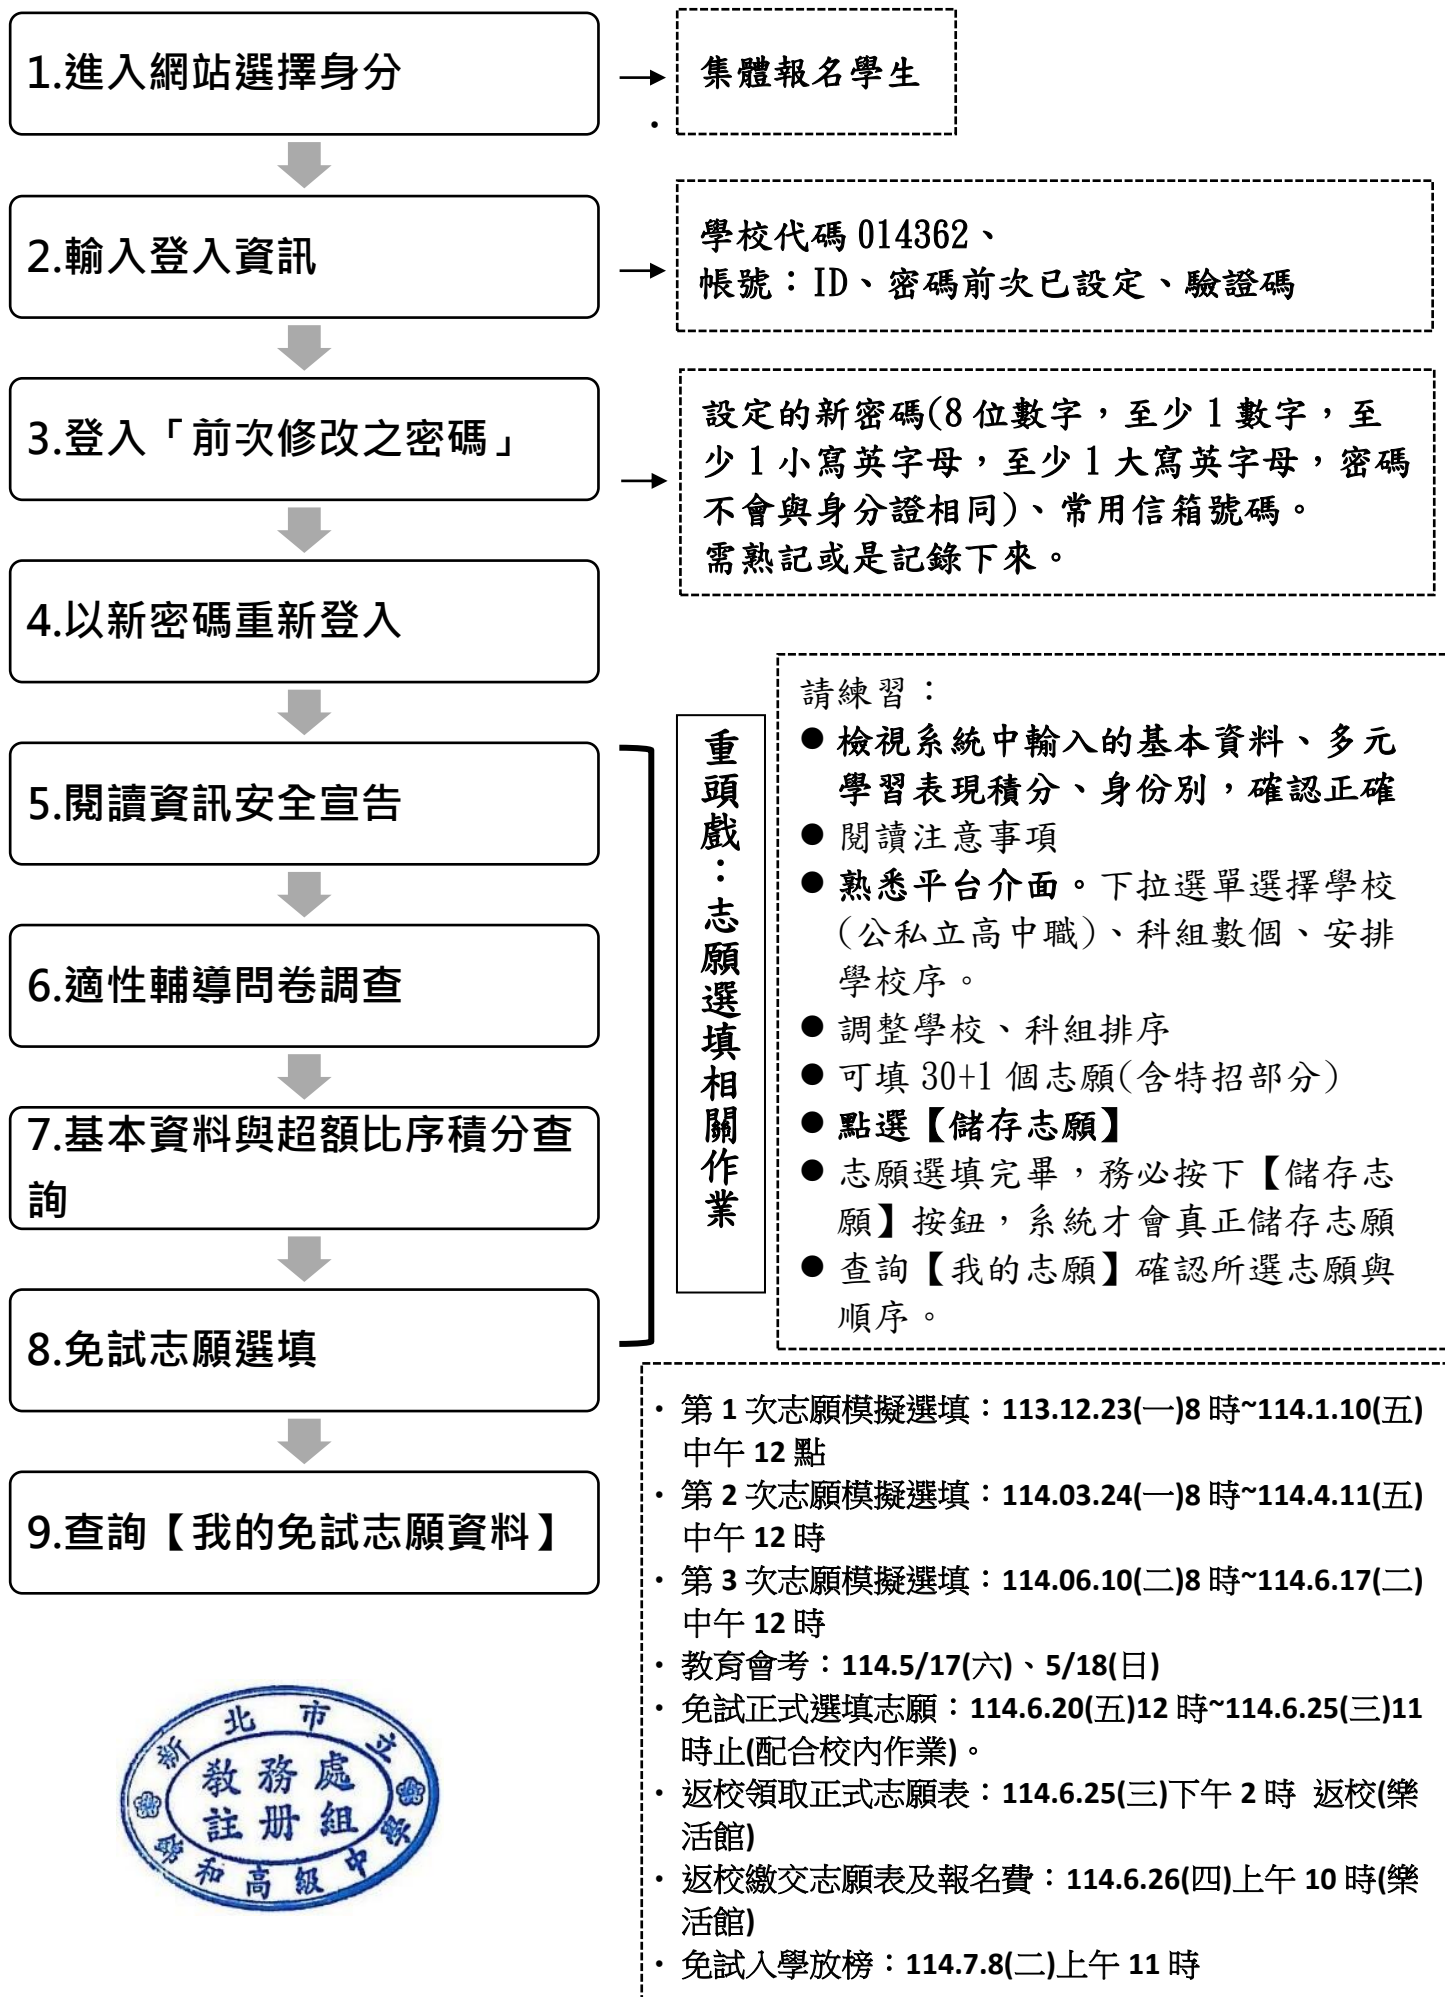 1.進入網站選擇身分
集體報名學生
2.輸入登入資訊
學校代碼 014362、
帳號：ID、密碼前次已設定、驗證碼
3.登入「前次修改之密碼」
設定的新密碼(8 位數字，至少 1 數字，至
少 1 小寫英字母，至少 1 大寫英字母，密碼
不會與身分證相同)、常用信箱號碼。
需熟記或是記錄下來。
4.以新密碼重新登入
5.閱讀資訊安全宣告
6.適性輔導問卷調查
7.基本資料與超額比序積分查
詢
8.免試志願選填
9.查詢【我的免試志願資料】
重頭戲：志願選填相關作業
請練習：
● 檢視系統中輸入的基本資料、多元
學習表現積分、身份別，確認正確
● 閱讀注意事項
● 熟悉平台介面。下拉選單選擇學校
(公私立高中職)、科組數個、安排
學校序。
● 調整學校、科組排序
● 可填 30+1 個志願(含特招部分)
● 點選【儲存志願】
● 志願選填完畢，務必按下【儲存志
願】按鈕，系統才會真正儲存志願
● 查詢【我的志願】確認所選志願與
順序。
· 第 1 次志願模擬選填：113.12.23(一)8 時~114.1.10(五)
中午 12 點
· 第 2 次志願模擬選填：114.03.24(一)8 時~114.4.11(五)
中午 12 時
· 第 3 次志願模擬選填：114.06.10(二)8 時~114.6.17(二)
中午 12 時
· 教育會考：114.5/17(六)、5/18(日)
· 免試正式選填志願：114.6.20(五)12 時~114.6.25(三)11
時止(配合校內作業)。
· 返校領取正式志願表：114.6.25(三)下午 2 時 返校(樂
活館)
· 返校繳交志願表及報名費：114.6.26(四)上午 10 時(樂
活館)
· 免試入學放榜：114.7.8(二)上午 11 時
新北市立
教務處
註冊組
錦和高級中學